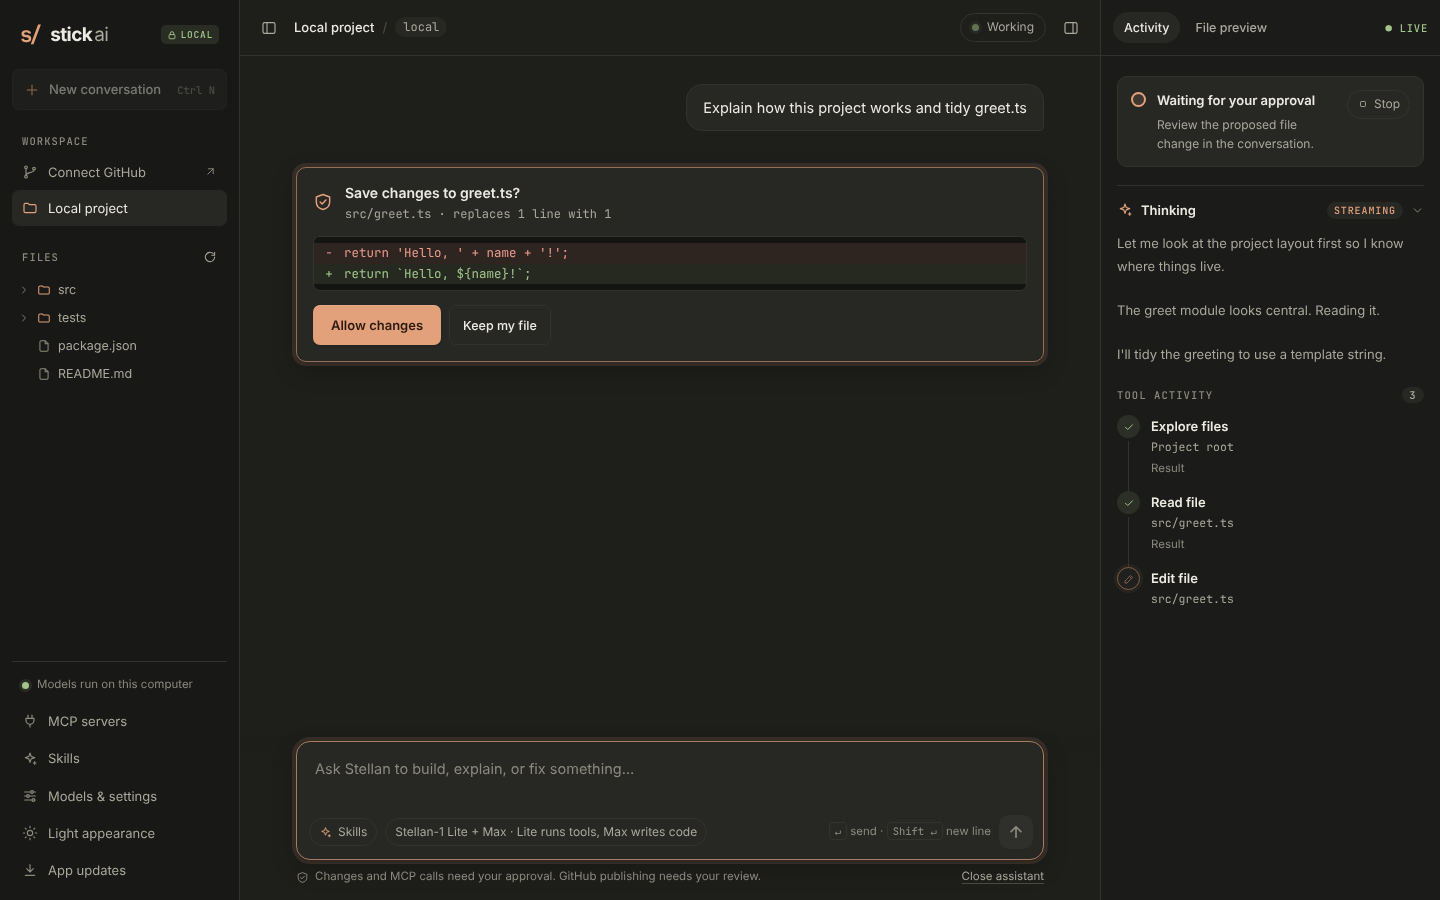 s/ stickai
LOCAL
New conversation Ctrl N
WORKSPACE
Connect GitHub
Local project
FILES
src
tests
package.json
README.md
Models run on this computer
MCP servers
Skills
Models & settings
Light appearance
App updates
Local project / local
Working
Explain how this project works and tidy greet.ts
Save changes to greet.ts?
src/greet.ts · replaces 1 line with 1
- return 'Hello, ' + name + '!';
+ return `Hello, ${name}!`;
Allow changes
Keep my file
Ask Stellan to build, explain, or fix something...
Skills
Stellan-1 Lite + Max · Lite runs tools, Max writes code
↵ send · Shift ↵ new line
Changes and MCP calls need your approval. GitHub publishing needs your review.
Close assistant
Activity
File preview
LIVE
Waiting for your approval
Stop
Review the proposed file
change in the conversation.
Thinking
STREAMING
Let me look at the project layout first so I know
where things live.
The greet module looks central. Reading it.
I'll tidy the greeting to use a template string.
TOOL ACTIVITY
3
Explore files
Project root
Result
Read file
src/greet.ts
Result
Edit file
src/greet.ts